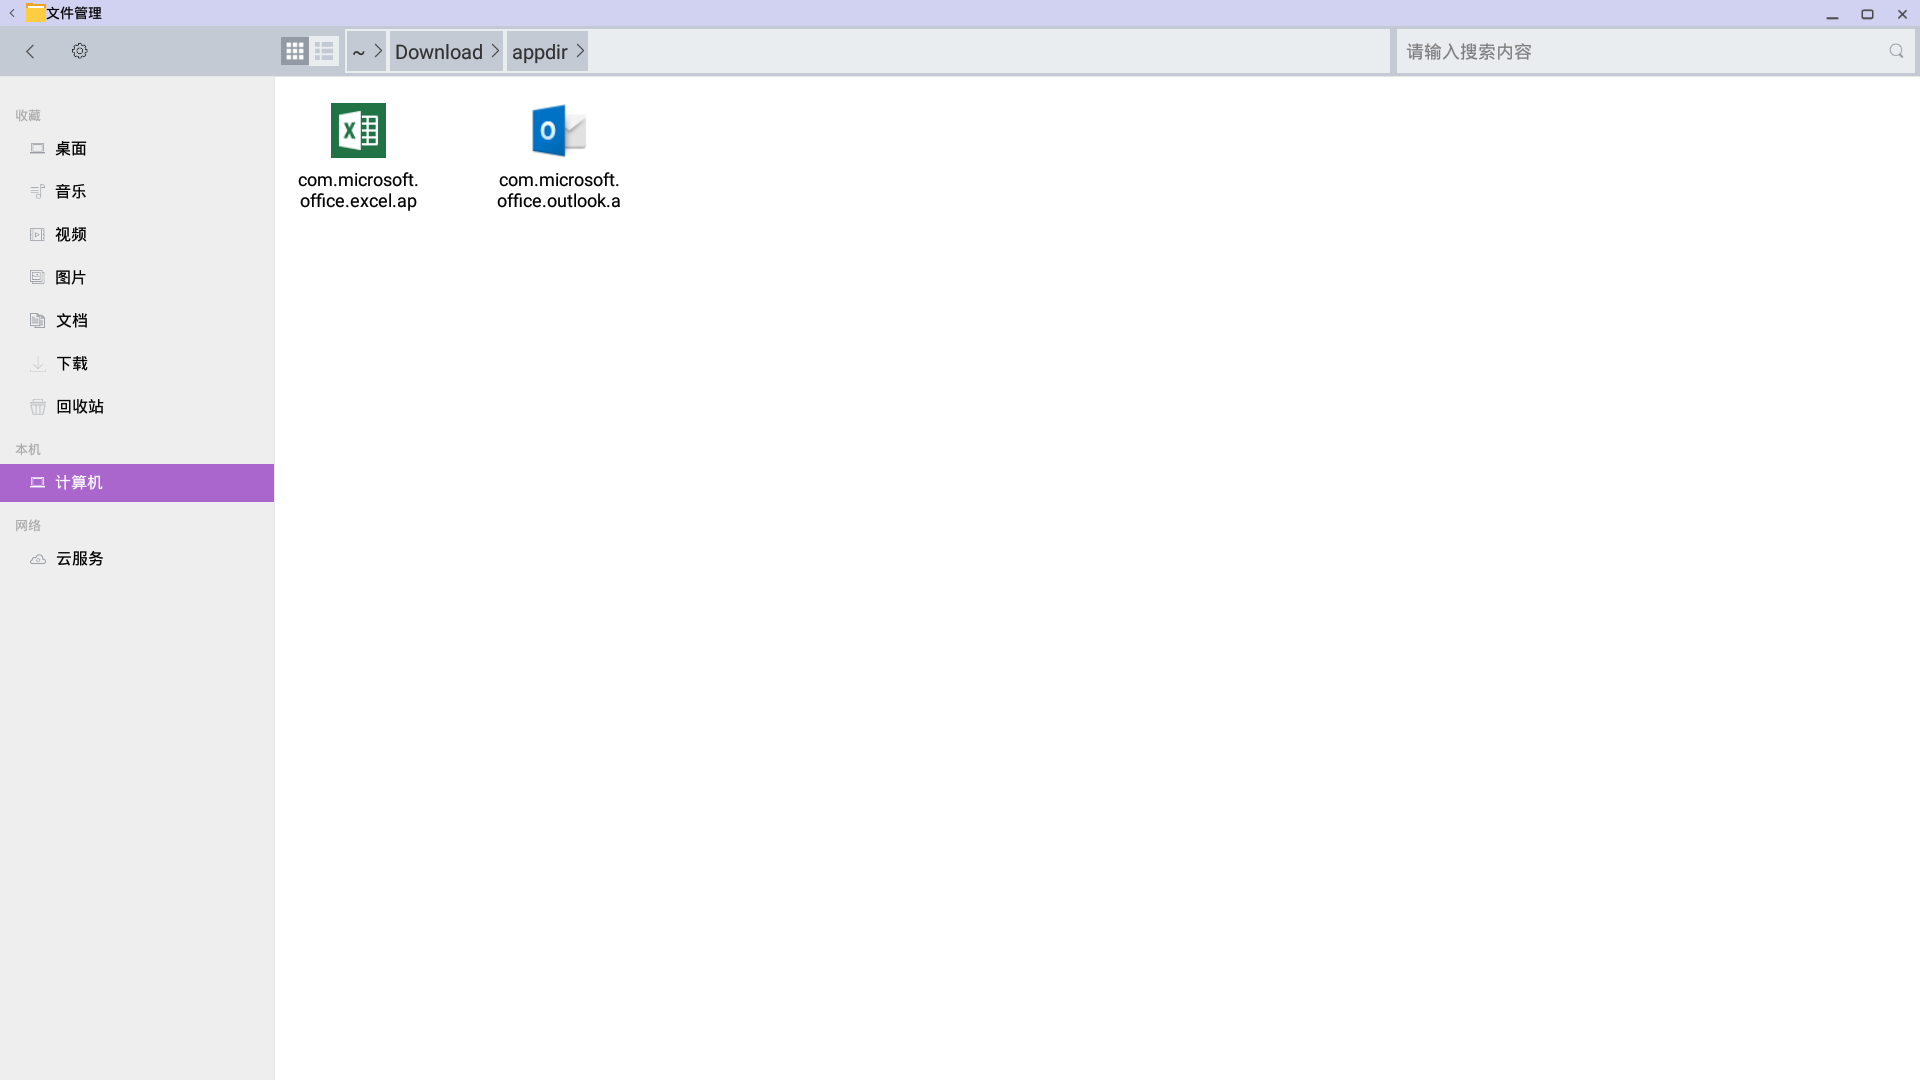 文件管理
~ Download appdir
请输入搜索内容
收藏
桌面
音乐
视频
图片
文档
下载
回收站
本机
计算机
网络
云服务
com.microsoft.
office.excel.ap
com.microsoft.
office.outlook.a